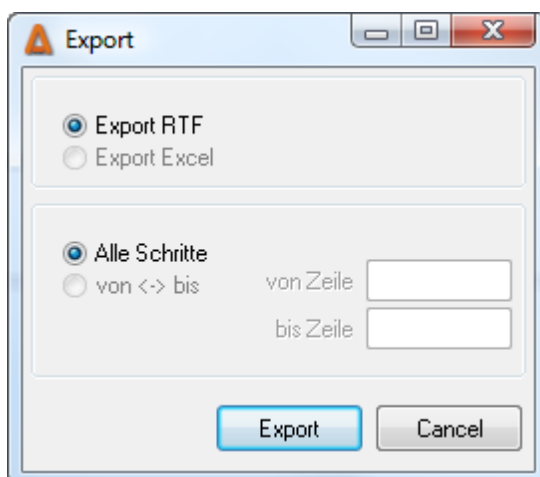 Export
Export RTF
Export Excel
Alle Schritte
von <-> bis
von Zeile
bis Zeile
Export
Cancel